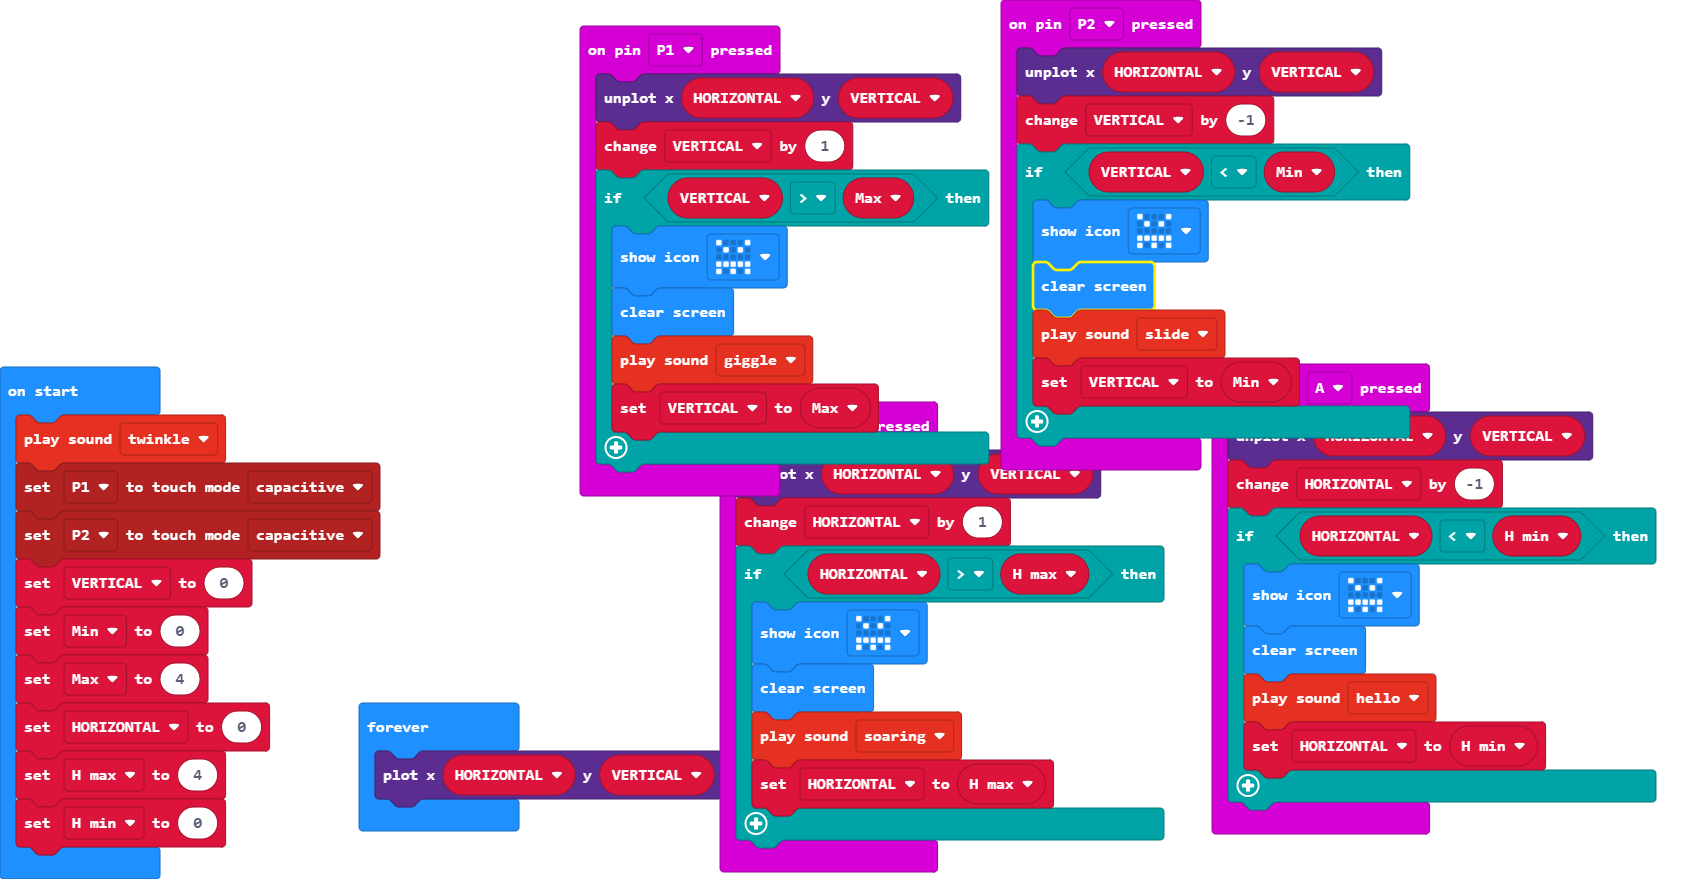 on start
play sound twinkle
set P1 to touch mode capacitive
set P2 to touch mode capacitive
set VERTICAL to 0
set Min to 0
set Max to 4
set HORIZONTAL to 0
set H max to 4
set H min to 0
forever
plot x HORIZONTAL y VERTICAL
on pin P1 pressed
unplot x HORIZONTAL y VERTICAL
change VERTICAL by 1
if VERTICAL > Max then
show icon
clear screen
play sound giggle
set VERTICAL to Max
HORIZONTAL y VERTICAL
change HORIZONTAL by 1
if HORIZONTAL > H max then
show icon
clear screen
play sound soaring
set HORIZONTAL to H max
on pin P2 pressed
unplot x HORIZONTAL y VERTICAL
change VERTICAL by -1
if VERTICAL < Min then
show icon
clear screen
play sound slide
set VERTICAL to Min
A pressed
unplot x HORIZONTAL y VERTICAL
change HORIZONTAL by -1
if HORIZONTAL < H min then
show icon
clear screen
play sound hello
set HORIZONTAL to H min